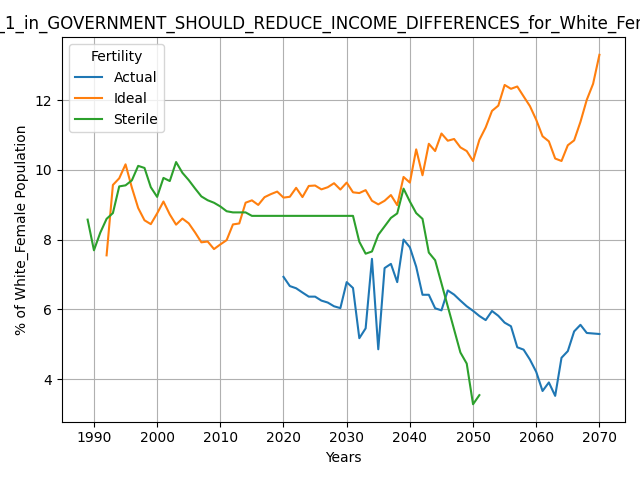 _1_in_GOVERNMENT_SHOULD_REDUCE_INCOME_DIFFERENCES_for_White_Fe
Fertility
Actual
Ideal
Sterile
% of White_Female Population
12
10
8
6
4
1990 2000 2010 2020 2030 2040 2050 2060 2070
Years